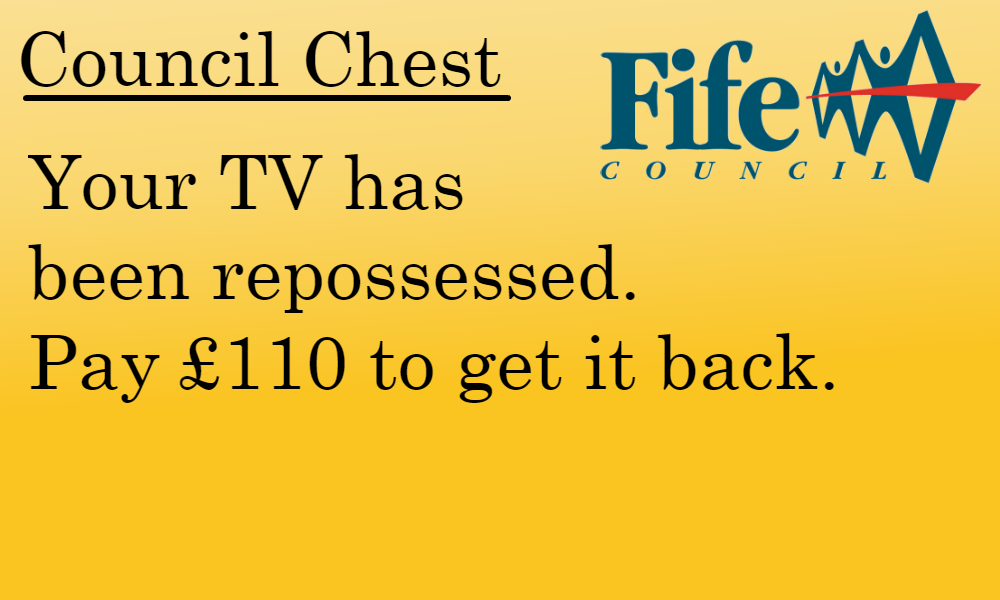 Council Chest
Fife
COUNCIL
Your TV has
been repossessed.
Pay £110 to get it back.